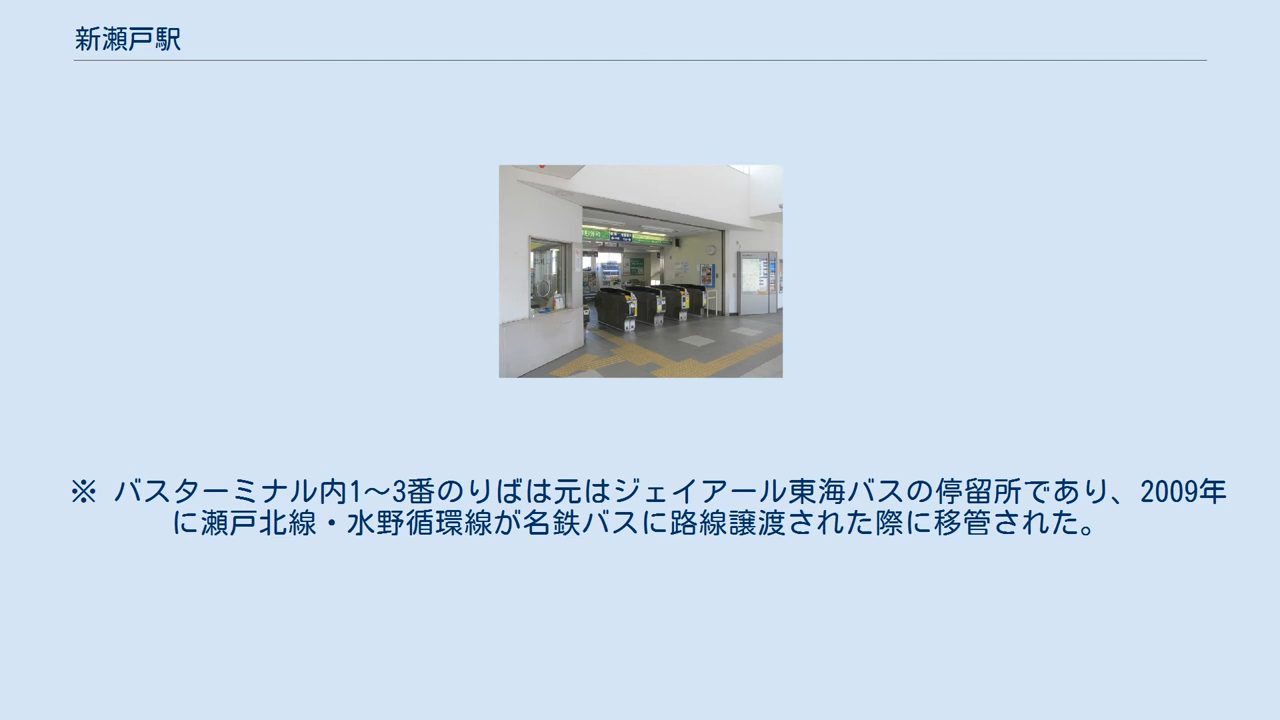 新瀬戸駅
※ バスターミナル内1～3番のりばは元はジェイアール東海バスの停留所であり、2009年
に瀬戸北線・水野循環線が名鉄バスに路線譲渡された際に移管された。